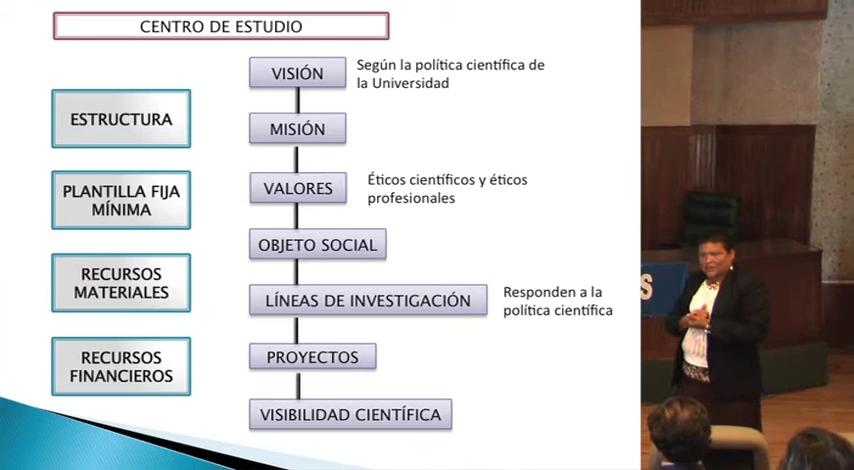 CENTRO DE ESTUDIO
ESTRUCTURA
PLANTILLA FIJA
MÍNIMA
RECURSOS
MATERIALES
RECURSOS
FINANCIEROS
VISIÓN
Según la política científica de
la Universidad
MISIÓN
VALORES
Éticos científicos y éticos
profesionales
OBJETO SOCIAL
LÍNEAS DE INVESTIGACIÓN
Responden a la
política científica
PROYECTOS
VISIBILIDAD CIENTÍFICA
S